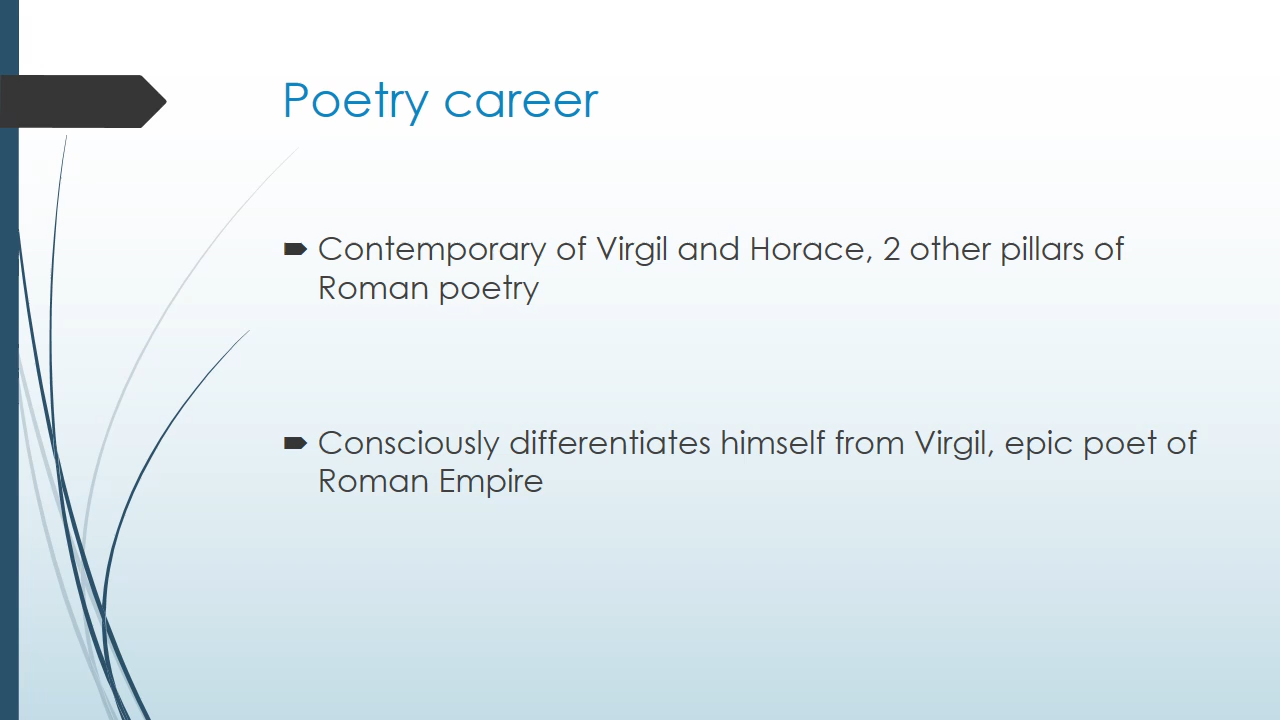 Poetry career
Contemporary of Virgil and Horace, 2 other pillars of
Roman poetry
Consciously differentiates himself from Virgil, epic poet of
Roman Empire